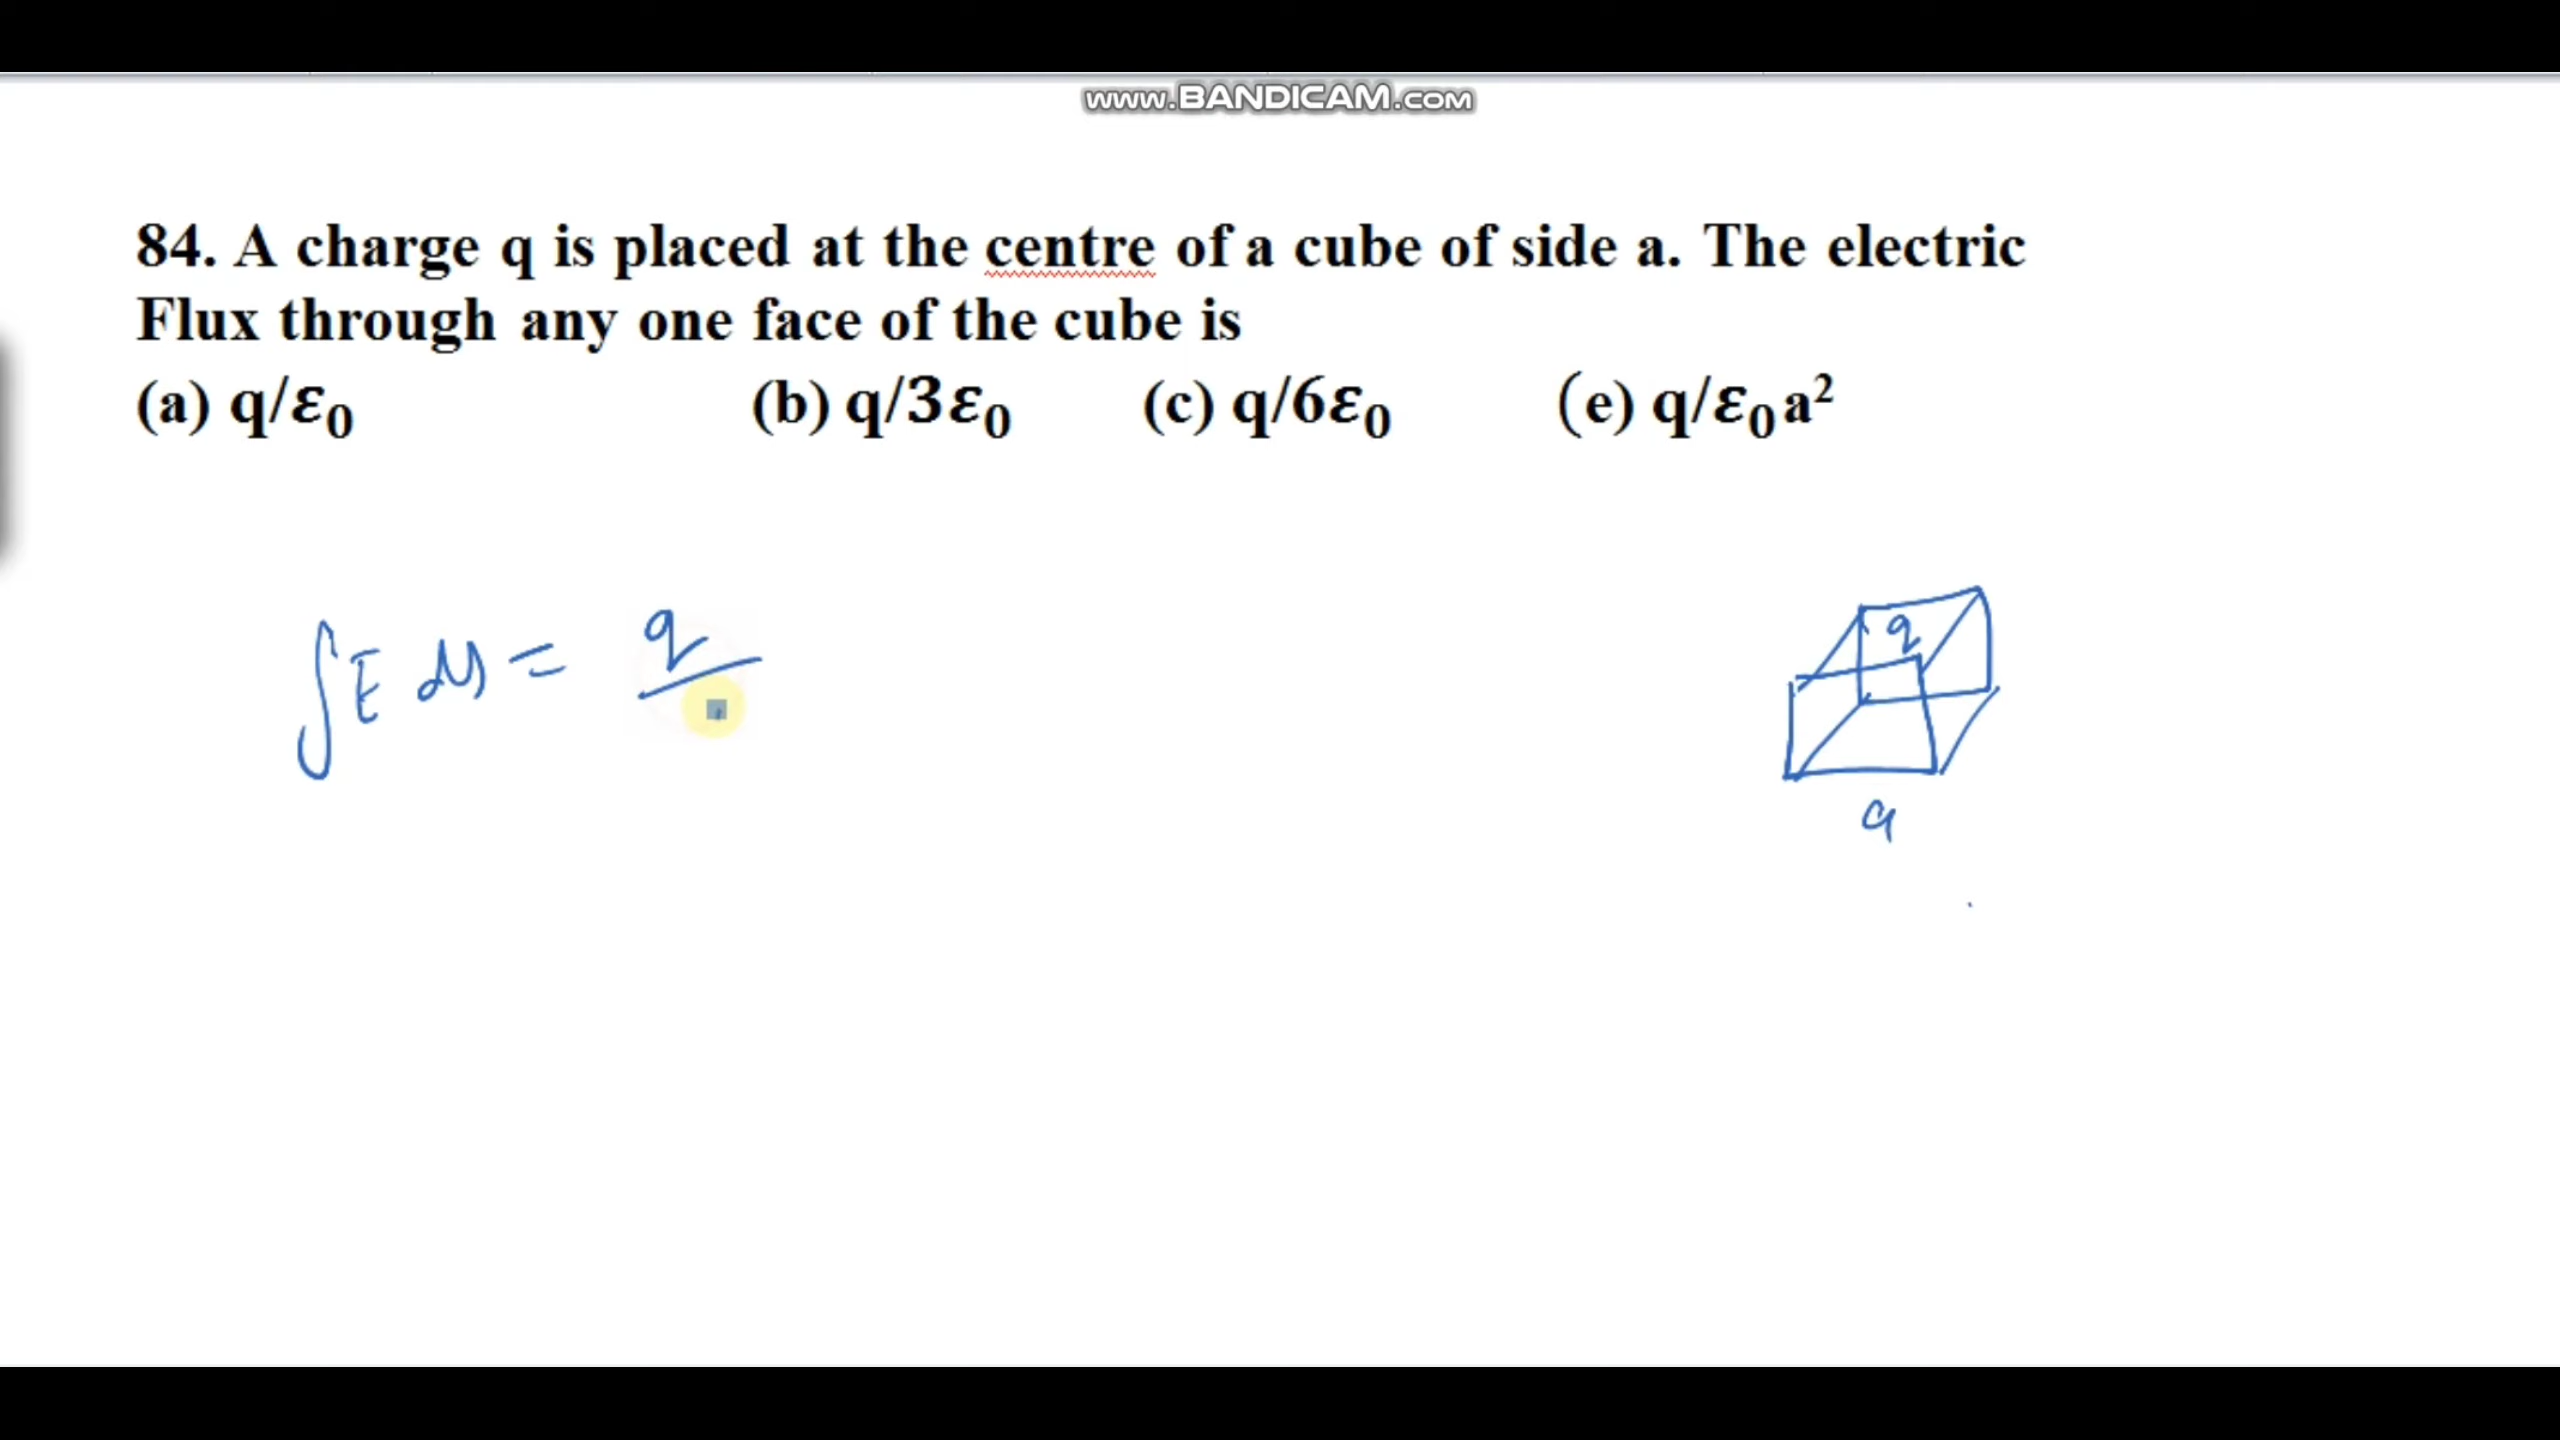 www.BANDICAM.com
84. A charge q is placed at the centre of a cube of side a. The electric
Flux through any one face of the cube is
(a) q/ε₀ (b) q/3ε₀ (c) q/6ε₀ (e) q/ε₀a²
q
∫E ds = q/
a